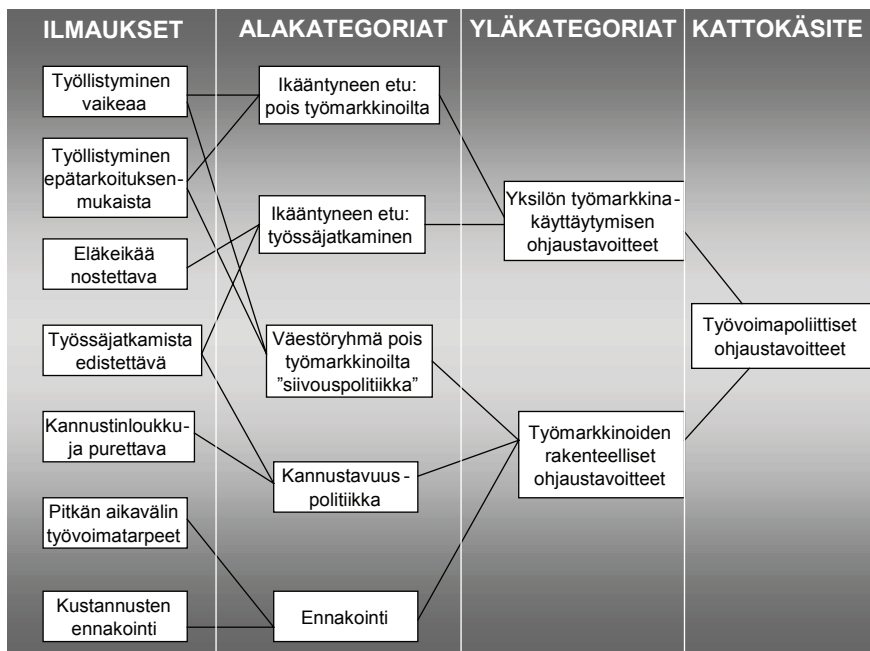 ILMAUKSET
ALAKATEGORIAT
YLÄKATEGORIAT
KATTOKÄSITE
Työllistyminen
vaikeaa
Työllistyminen
epätarkoituksen-
mukaista
Eläkeikää
nostettava
Työssäjatkamista
edistettävä
Kannustinloukku-
ja purettava
Pitkän aikavälin
työvoimatarpeet
Kustannusten
ennakointi
Ikääntyneen etu:
pois työmarkkinoilta
Ikääntyneen etu:
työssäjatkaminen
Väestöryhmä pois
työmarkkinoilta
”siivouspolitiikka”
Kannustavuus -
politiikka
Ennakointi
Yksilön työmarkkina -
käyttäytymisen
ohjaustavoitteet
Työmarkkinoiden
rakenteelliset
ohjaustavoitteet
Työvoimapoliittiset
ohjaustavoitteet